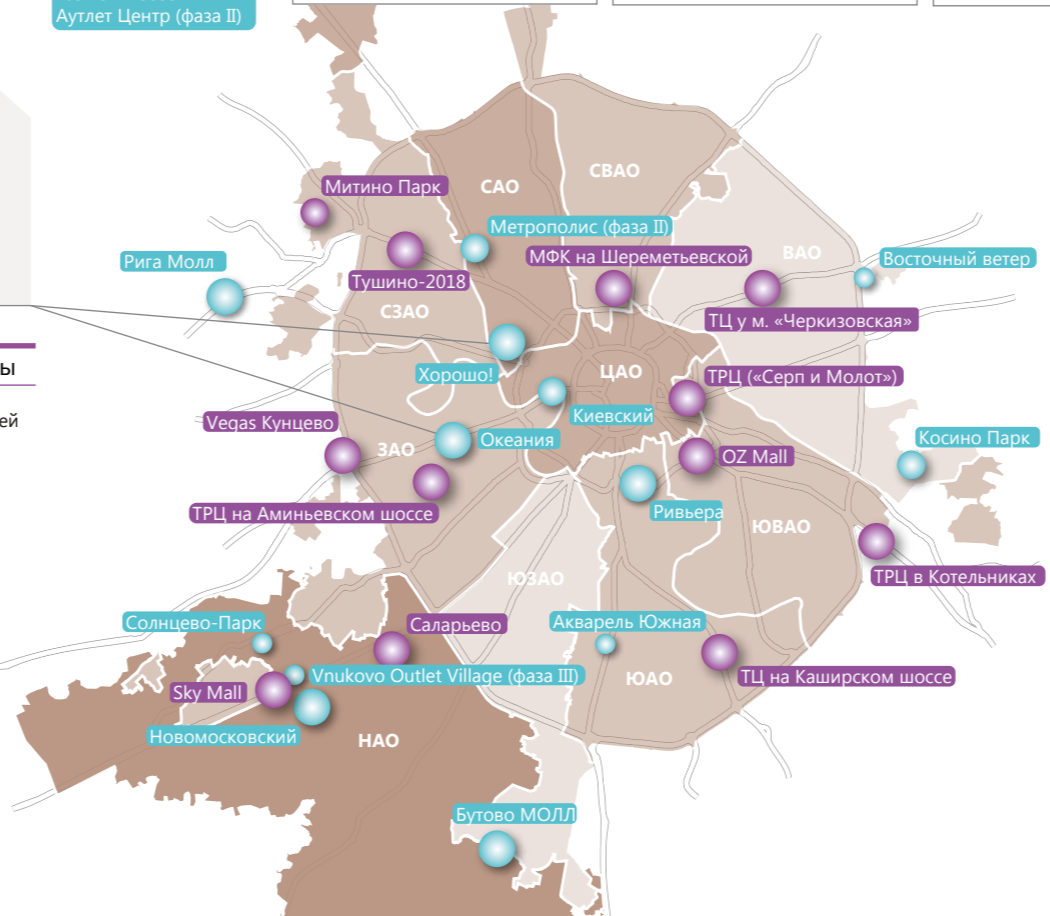 Аутлет Центр (фаза II)
СВАО
САО
Митино Парк
Метрополис (фаза II)
МФК на Шереметьевской
ВАО
Восточный ветер
Рига Молл
Тушино-2018
СЗАО
ТЦ у м. «Черкизовская»
ы
Хорошо!
ЦАО
ТРЦ («Серп и Молот»)
ей
Vegas Кунцево
Киевский
Океания
Косино Парк
ЗАО
OZ Mall
ТРЦ на Аминьевском шоссе
Ривьера
ЮВАО
ЮЗАО
ТРЦ в Котельниках
Солнцево-Парк
Саларьево
Акварель Южная
Vnukovo Outlet Village (фаза III)
ЮАО
ТЦ на Каширском шоссе
Sky Mall
Новомосковский
НАО
Бутово МОЛЛ